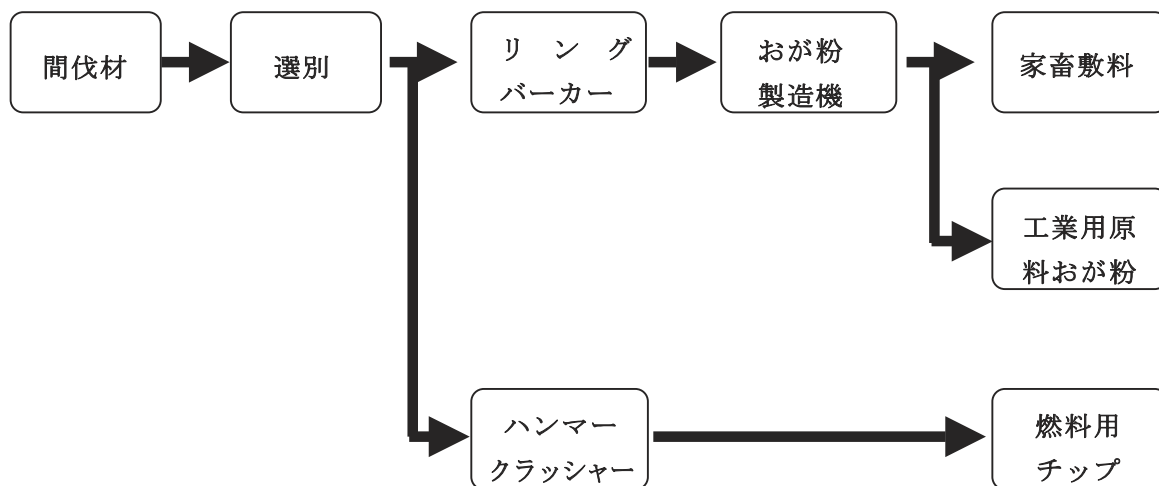 間伐材
選別
リング
バーカー
おが粉
製造機
家畜敷料
工業用原
料おが粉
ハンマー
クラッシャー
燃料用
チップ